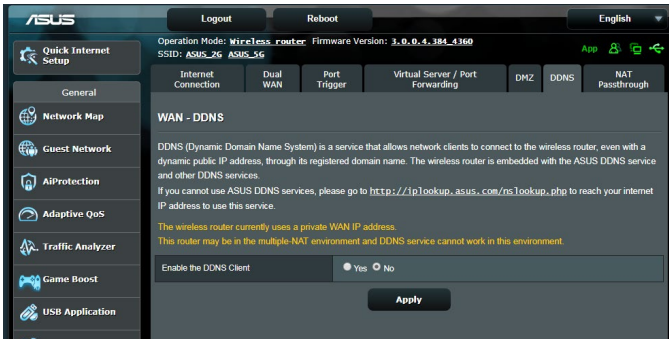 ASUS
Logout
Reboot
English
Quick Internet
Setup
Operation Mode: Wireless router Firmware Version: 3.0.0.4.384_4360
SSID: ASUS_2G ASUS_5G
App
Internet
Connection
Dual
WAN
Port
Trigger
Virtual Server / Port
Forwarding
DMZ
DDNS
NAT
Passthrough
General
Network Map
Guest Network
AiProtection
Adaptive QoS
Traffic Analyzer
Game Boost
USB Application
WAN - DDNS
DDNS (Dynamic Domain Name System) is a service that allows network clients to connect to the wireless router, even with a
dynamic public IP address, through its registered domain name. The wireless router is embedded with the ASUS DDNS service
and other DDNS services.
If you cannot use ASUS DDNS services, please go to http://iplookup.asus.com/nslookup.php to reach your internet
IP address to use this service.
The wireless router currently uses a private WAN IP
address.
This router may be in the multiple-NAT environment and DDNS service cannot work in this environment.
Enable the DDNS Client
Yes No
Apply